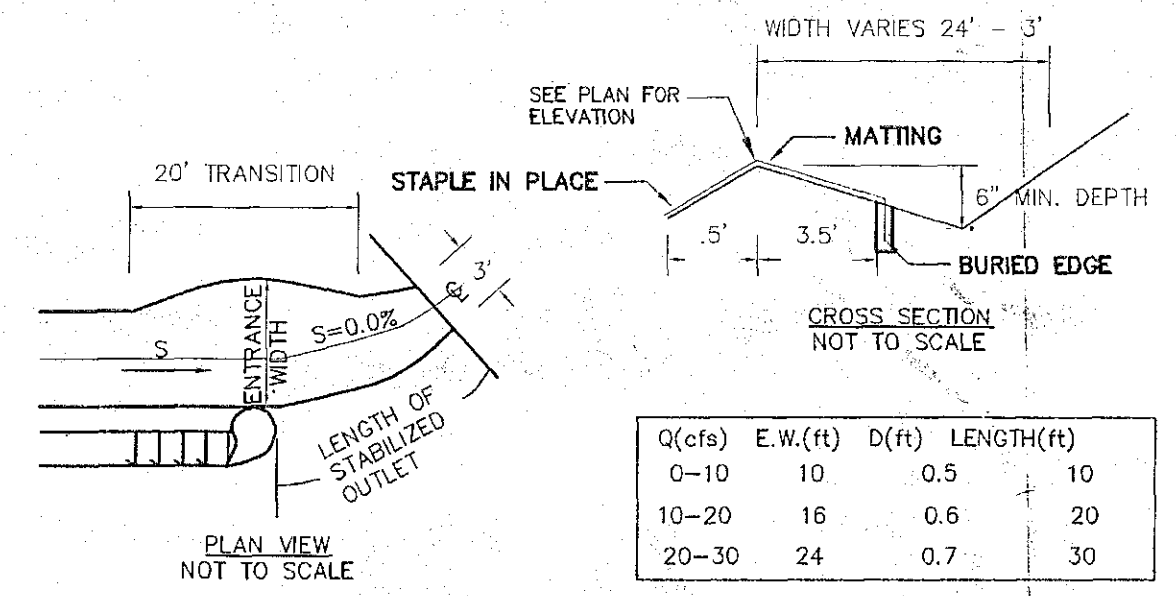 WIDTH VARIES 24' - 3'
SEE PLAN FOR
ELEVATION
MATTING
STAPLE IN PLACE
6" MIN. DEPTH
.5'
3.5'
BURIED EDGE
CROSS SECTION
NOT TO SCALE
20' TRANSITION
3'
℄
S=0.0%
S
ENTRANCE
WIDTH
LENGTH OF
STABILIZED
OUTLET
PLAN VIEW
NOT TO SCALE
Q(cfs) E.W.(ft) D(ft) LENGTH(ft)
0-10 10 0.5 10
10-20 16 0.6 20
20-30 24 0.7 30